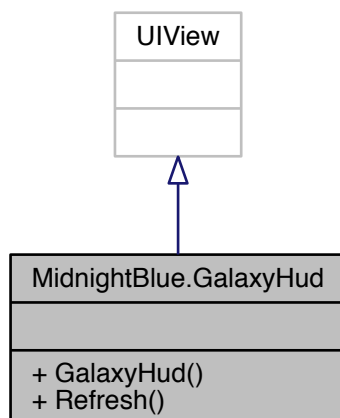 UIView
MidnightBlue.GalaxyHud
+ GalaxyHud()
+ Refresh()